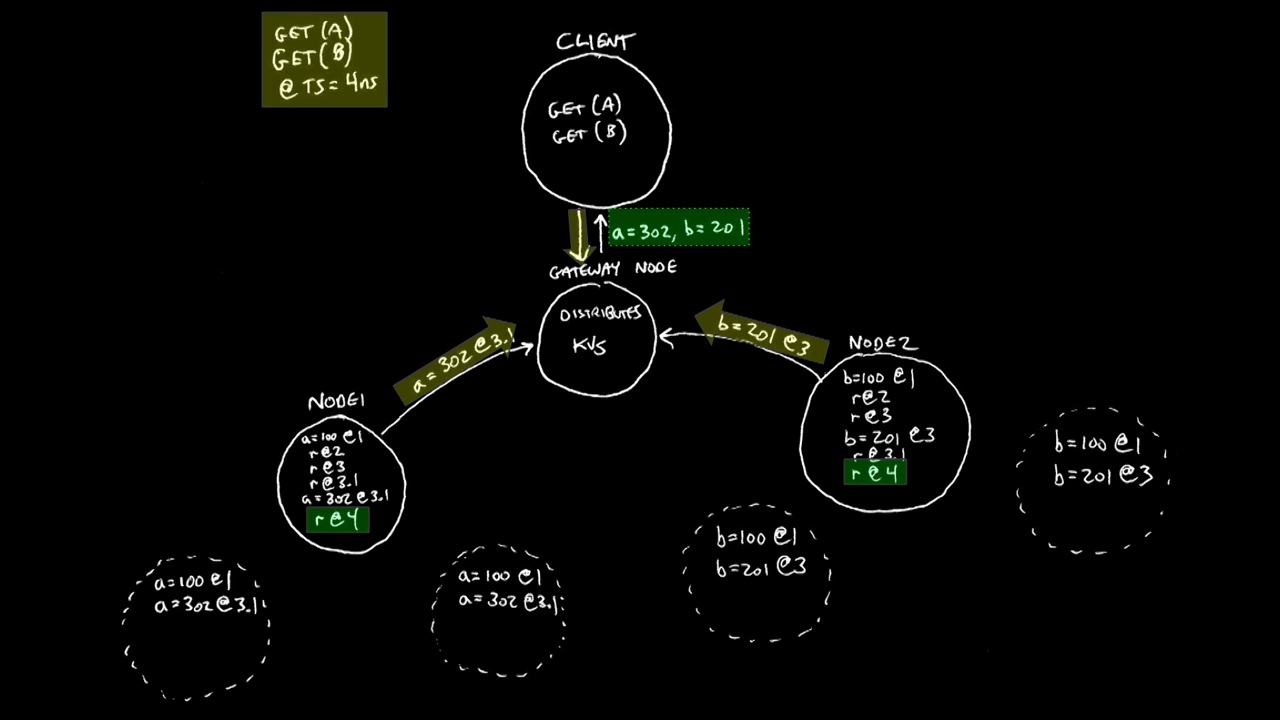 GET (A)
GET (B)
@ TS = 4ns
CLIENT
GET (A)
GET (B)
a=302, b=201
GATEWAY NODE
DISTRIBUTES
KVS
a=302 @3.1
b=201 @3
NODE1
a=100 @1
r@2
r@3
r@3.1
a=302 @3.1
r@4
NODE2
b=100 @1
r@2
r@3
b=201 @3
r@3.1
r@4
a=100 @1
a=302 @3.1
a=100 @1
a=302 @3.1
b=100 @1
b=201 @3
b=100 @1
b=201 @3